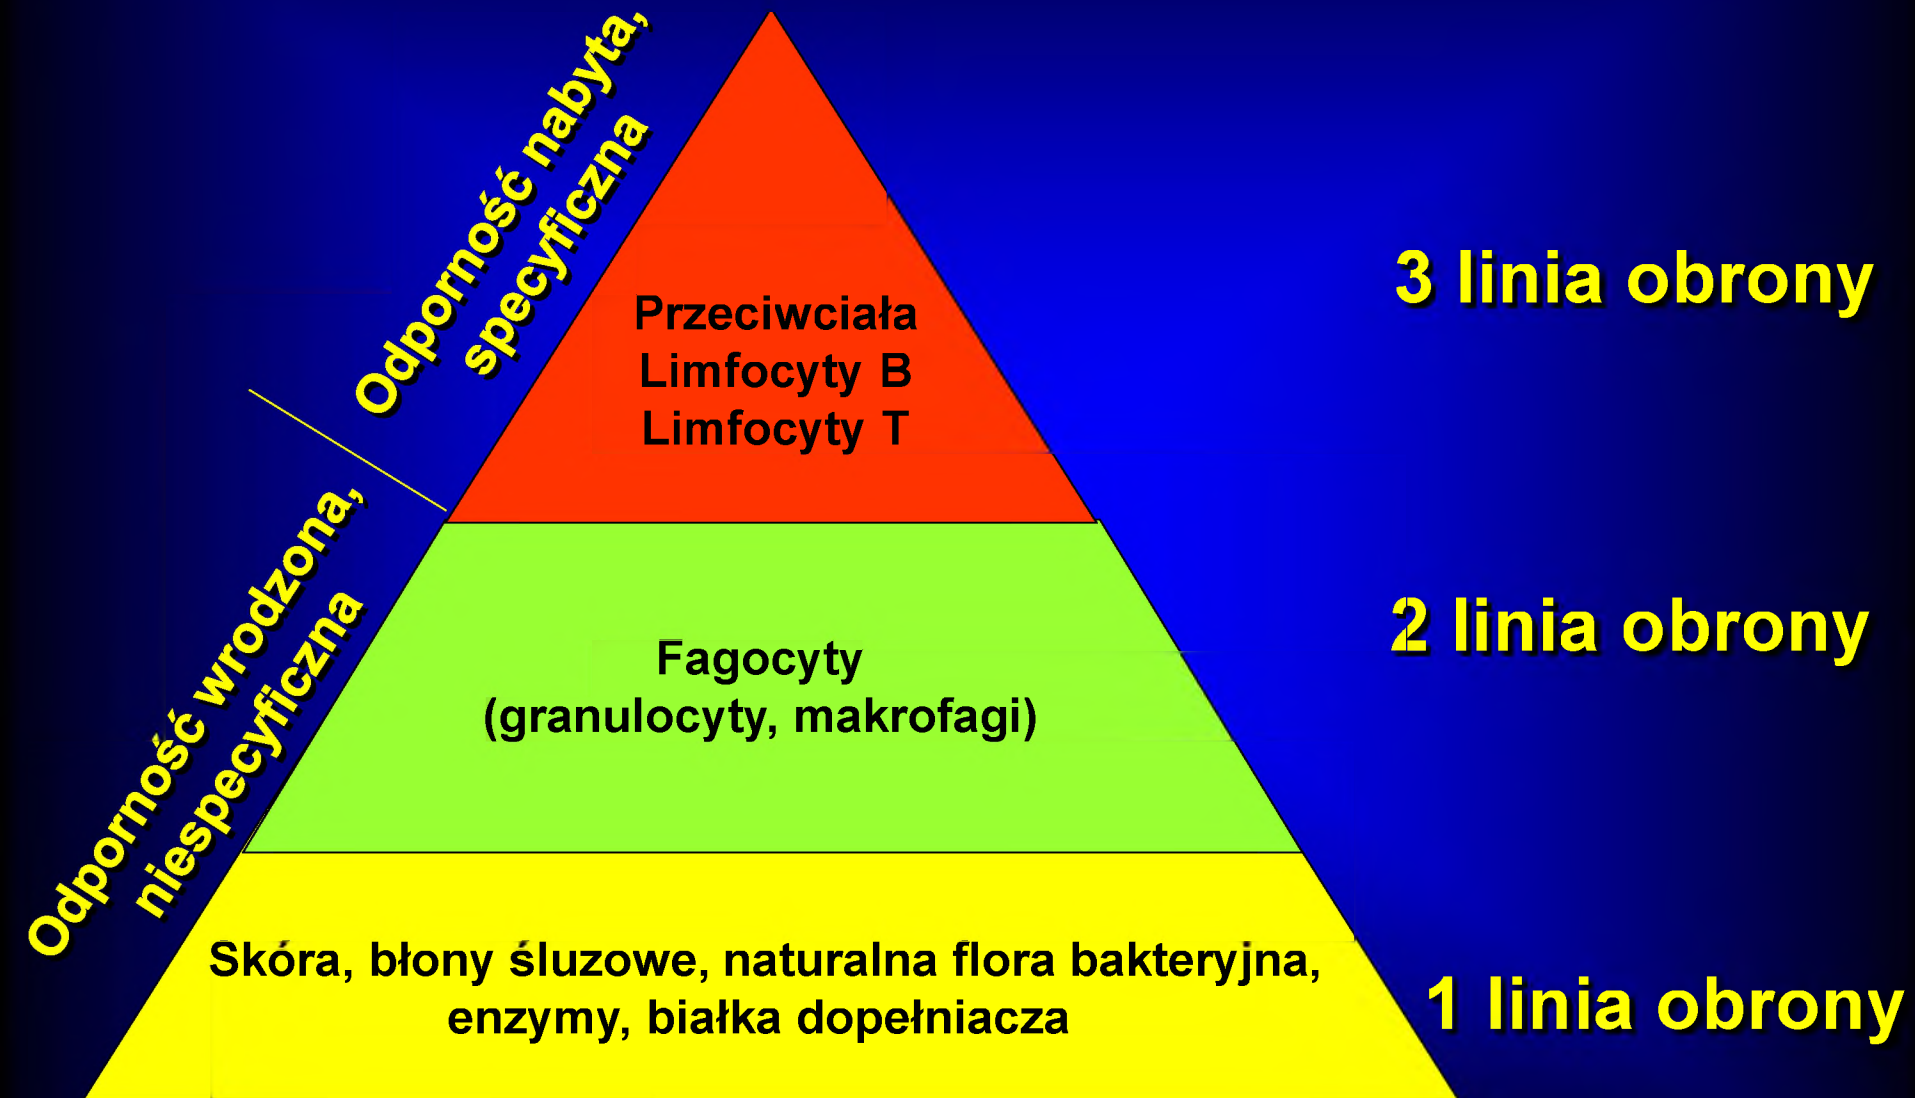 Odporność nabyta,
specyficzna
Przeciwciała
Limfocyty B
Limfocyty T
3 linia obrony
Odporność wrodzona,
niespecyficzna
Fagocyty
(granulocyty, makrofagi)
2 linia obrony
Skóra, błony śluzowe, naturalna flora bakteryjna,
enzymy, białka dopełniacza
1 linia obrony